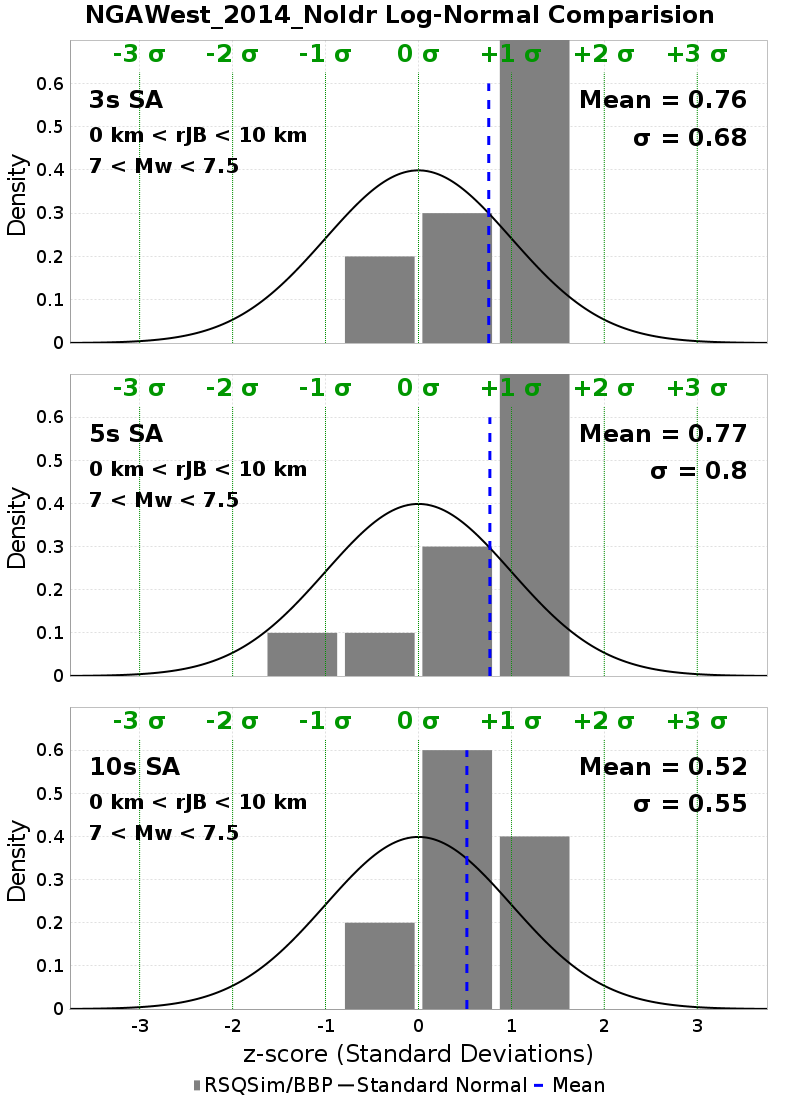 NGAWest_2014_NoIdr Log-Normal Comparision
-3 σ -2 σ -1 σ 0 σ +1 σ +2 σ +3 σ
3s SA
0 km < rJB < 10 km
7 < Mw < 7.5
Mean = 0.76
σ = 0.68
0.6
0.5
0.4
0.3
0.2
0.1
0
Density
-3 σ -2 σ -1 σ 0 σ +1 σ +2 σ +3 σ
5s SA
0 km < rJB < 10 km
7 < Mw < 7.5
Mean = 0.77
σ = 0.8
0.6
0.5
0.4
0.3
0.2
0.1
0
Density
-3 σ -2 σ -1 σ 0 σ +1 σ +2 σ +3 σ
10s SA
0 km < rJB < 10 km
7 < Mw < 7.5
Mean = 0.52
σ = 0.55
0.6
0.5
0.4
0.3
0.2
0.1
0
Density
-3 -2 -1 0 1 2 3
z-score (Standard Deviations)
RSQSim/BBP Standard Normal Mean